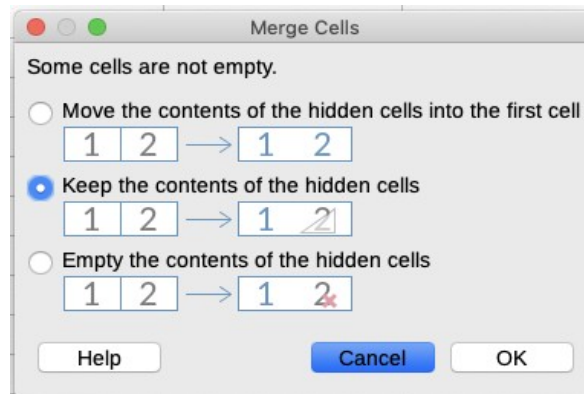 Merge Cells
Some cells are not empty.
Move the contents of the hidden cells into the first cell
1 2 1 2
Keep the contents of the hidden cells
1 2 1 2
Empty the contents of the hidden cells
1 2 1 2
Help Cancel OK